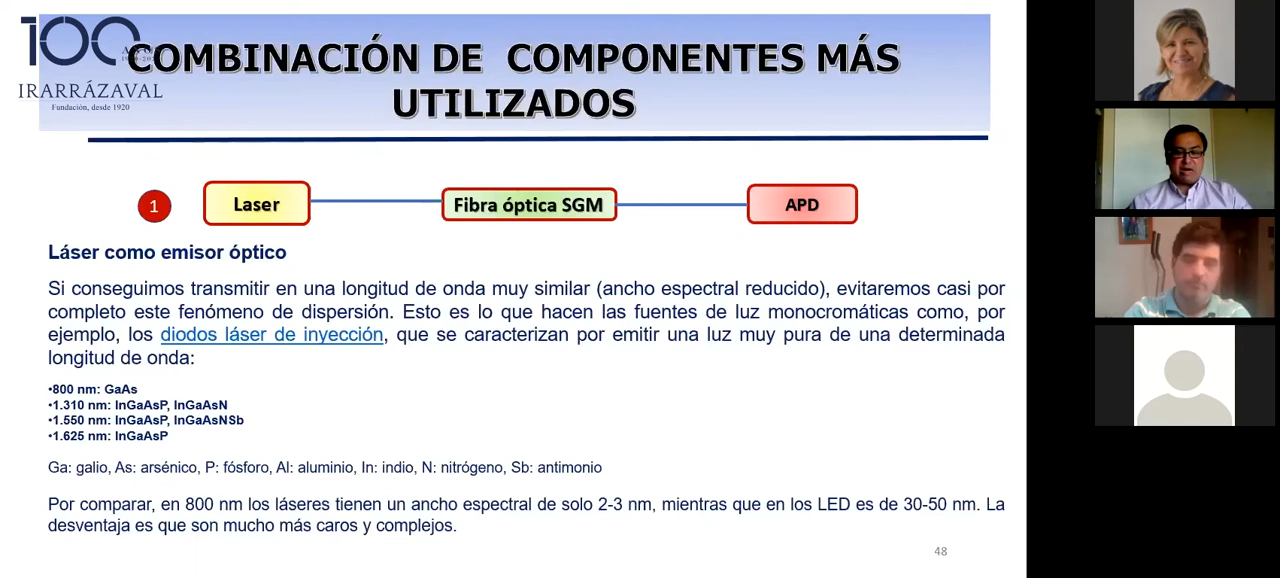 100
COMBINACIÓN DE COMPONENTES MÁS
UTILIZADOS
IRARRÁZAVAL
Fundación, desde 1920
1
Laser
Fibra óptica SGM
APD
Láser como emisor óptico
Si conseguimos transmitir en una longitud de onda muy similar (ancho espectral reducido), evitaremos casi por
completo este fenómeno de dispersión. Esto es lo que hacen las fuentes de luz monocromáticas como, por
ejemplo, los diodos láser de inyección, que se caracterizan por emitir una luz muy pura de una determinada
longitud de onda:
•800 nm: GaAs
•1.310 nm: InGaAsP, InGaAsN
•1.550 nm: InGaAsP, InGaAsNSb
•1.625 nm: InGaAsP
Ga: galio, As: arsénico, P: fósforo, Al: aluminio, In: indio, N: nitrógeno, Sb: antimonio
Por comparar, en 800 nm los láseres tienen un ancho espectral de solo 2-3 nm, mientras que en los LED es de 30-50 nm. La
desventaja es que son mucho más caros y complejos.
48